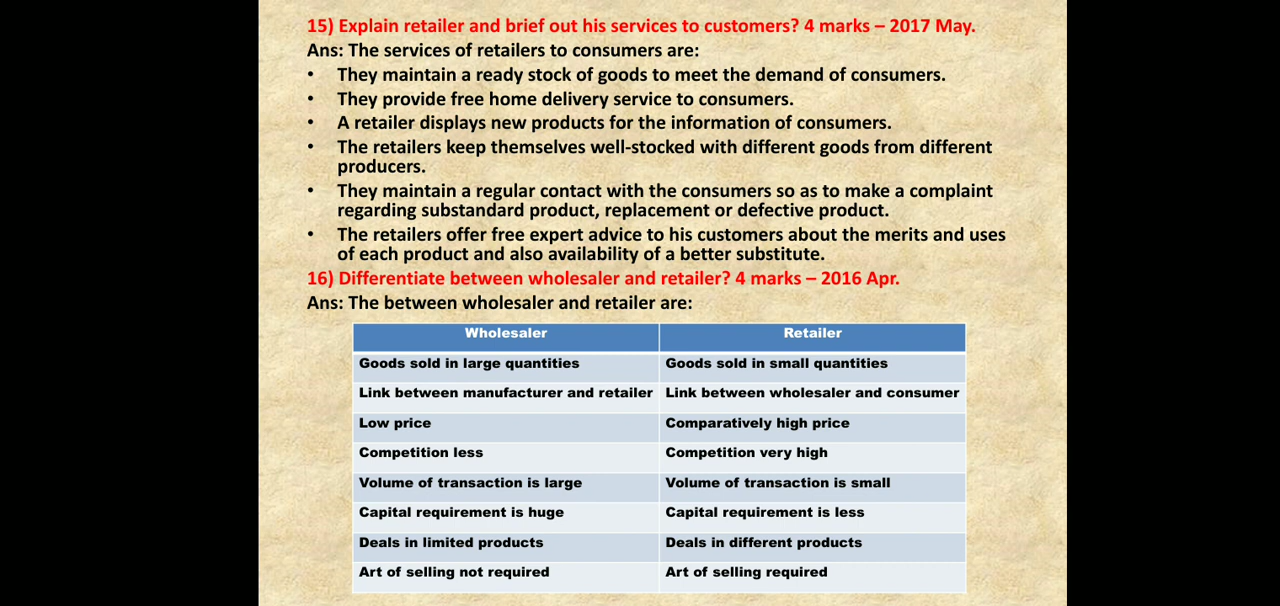 15) Explain retailer and brief out his services to customers? 4 marks – 2017 May.
Ans: The services of retailers to consumers are:
• They maintain a ready stock of goods to meet the demand of consumers.
• They provide free home delivery service to consumers.
• A retailer displays new products for the information of consumers.
• The retailers keep themselves well-stocked with different goods from different
producers.
• They maintain a regular contact with the consumers so as to make a complaint
regarding substandard product, replacement or defective product.
• The retailers offer free expert advice to his customers about the merits and uses
of each product and also availability of a better substitute.
16) Differentiate between wholesaler and retailer? 4 marks – 2016 Apr.
Ans: The between wholesaler and retailer are:
Wholesaler Retailer
Goods sold in large quantities Goods sold in small quantities
Link between manufacturer and retailer Link between wholesaler and consumer
Low price Comparatively high price
Competition less Competition very high
Volume of transaction is large Volume of transaction is small
Capital requirement is huge Capital requirement is less
Deals in limited products Deals in different products
Art of selling not required Art of selling required